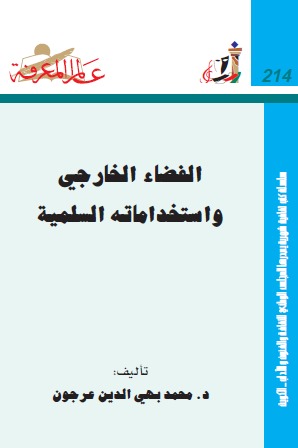 عالم المعرفة
214
الفضاء الخارجي
واستخداماته السلمية
تأليف:
د. محمد بهي الدين عرجون
سلسلة كتب ثقافية شهرية يصدرها المجلس الوطني للثقافة والفنون والآداب - الكويت